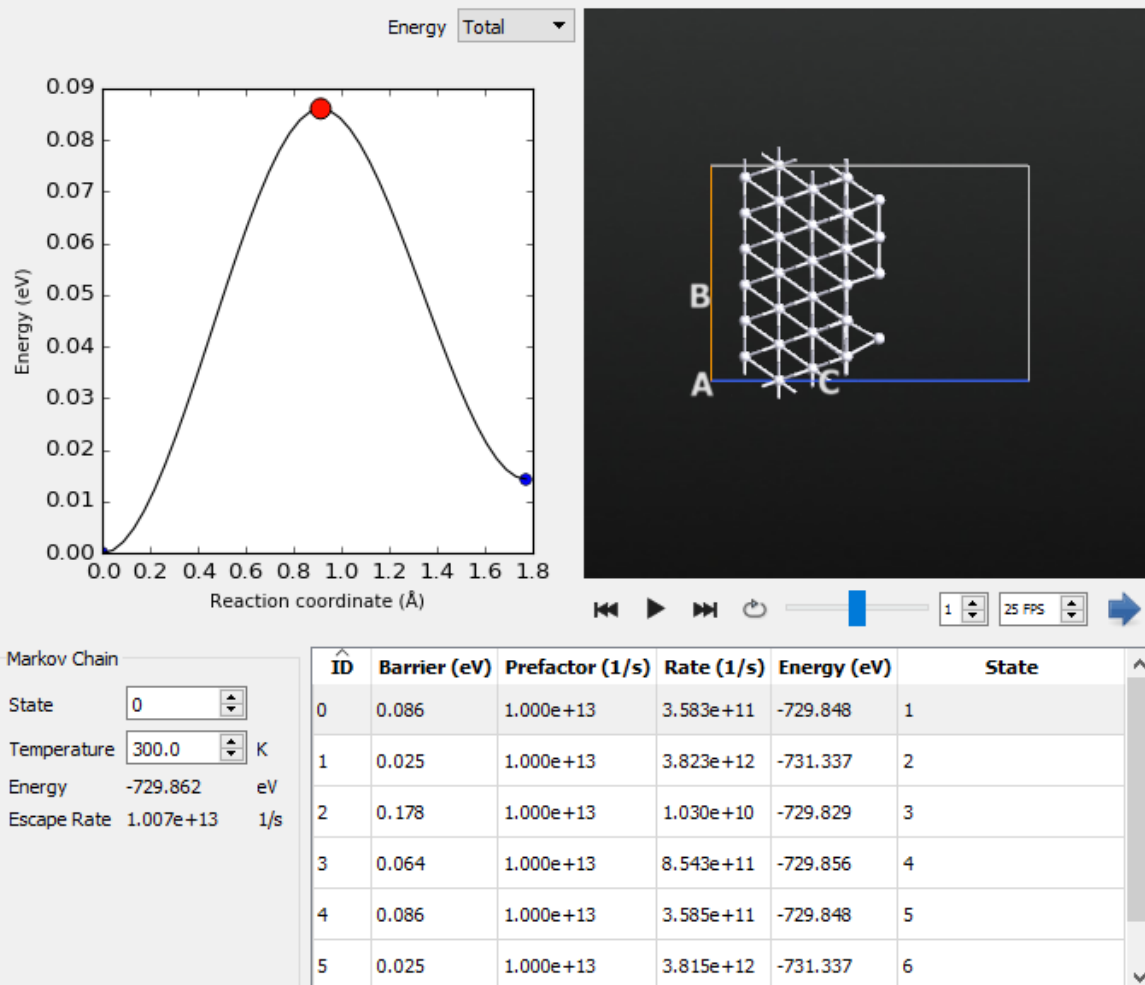 Energy Total
0.09
0.08
0.07
0.06
0.05
0.04
0.03
0.02
0.01
0.00
Energy (eV)
0.0 0.2 0.4 0.6 0.8 1.0 1.2 1.4 1.6 1.8
Reaction coordinate (Å)
B
A
C
1 25 FPS
Markov Chain
State 0
Temperature 300.0 K
Energy -729.862 eV
Escape Rate 1.007e+13 1/s
ID Barrier (eV) Prefactor (1/s) Rate (1/s) Energy (eV) State
0 0.086 1.000e+13 3.583e+11 -729.848 1
1 0.025 1.000e+13 3.823e+12 -731.337 2
2 0.178 1.000e+13 1.030e+10 -729.829 3
3 0.064 1.000e+13 8.543e+11 -729.856 4
4 0.086 1.000e+13 3.585e+11 -729.848 5
5 0.025 1.000e+13 3.815e+12 -731.337 6